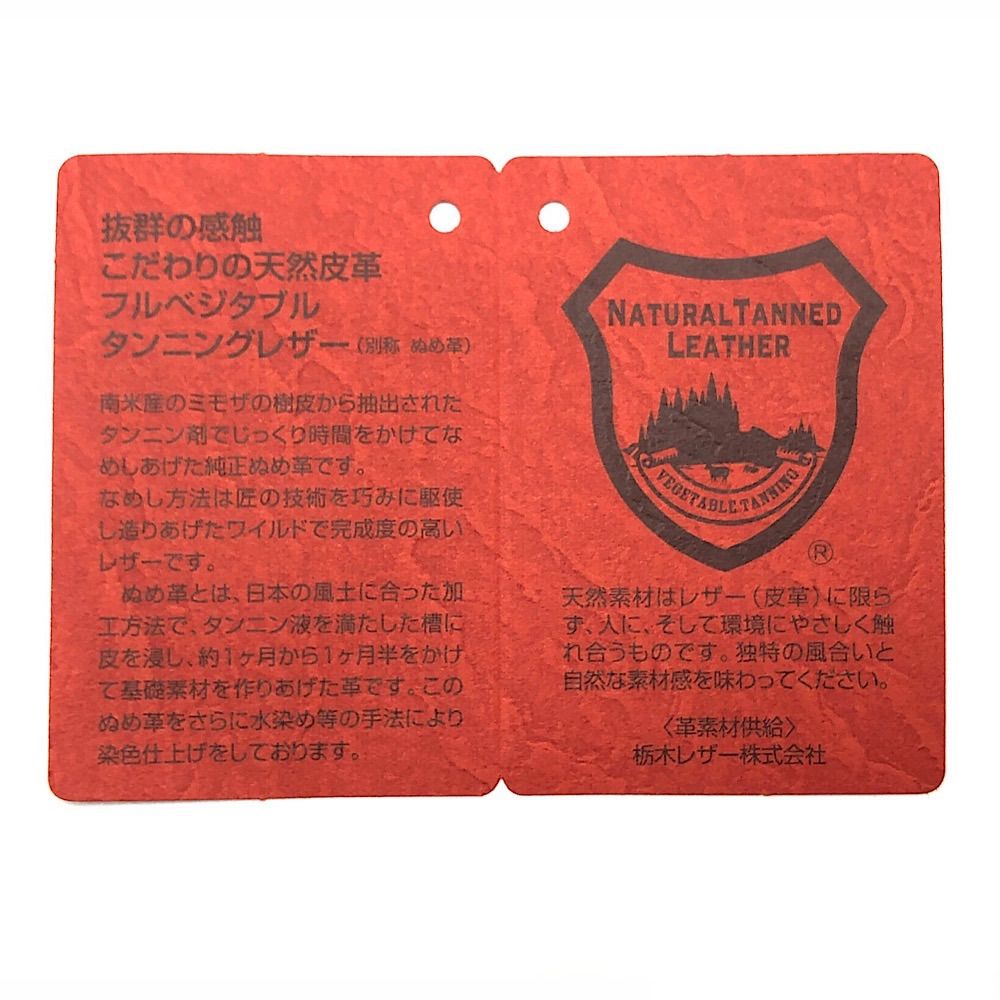 抜群の感触
こだわりの天然皮革
フルベジタブル
タンニングレザー（別称 ぬめ革）
南米産のミモザの樹皮から抽出された
タンニン剤でじっくり時間をかけてな
めしあげた純正ぬめ革です。
なめし方法は匠の技術を巧みに駆使
し造りあげたワイルドで完成度の高い
レザーです。
ぬめ革とは、日本の風土に合った加
工方法で、タンニン液を満たした槽に
皮を浸し、約1ヶ月から1ヶ月半をかけ
て基礎素材を作りあげた革です。この
ぬめ革をさらに水染め等の手法により
染色仕上げをしております。
NATURAL TANNED
LEATHER
VEGETABLE TANNING
®
天然素材はレザー（皮革）に限ら
ず、人に、そして環境にやさしく触
れ合うものです。独特の風合いと
自然な素材感を味わってください。
〈革素材供給〉
栃木レザー株式会社